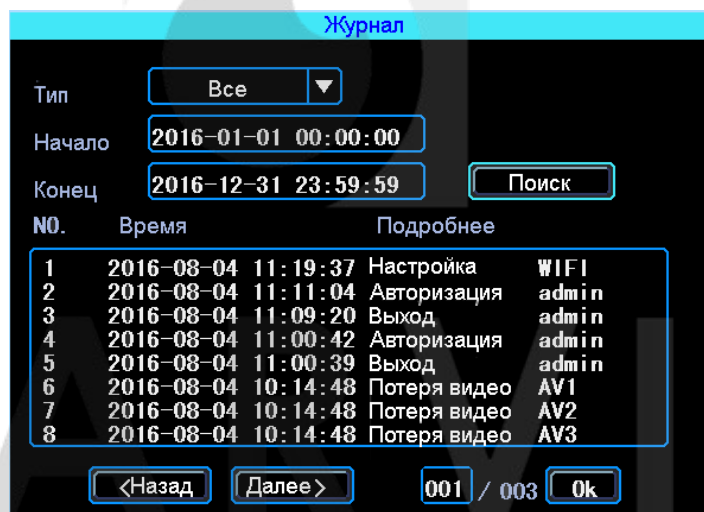 Журнал
Тип Все
Начало 2016-01-01 00:00:00
Конец 2016-12-31 23:59:59 Поиск
NO. Время Подробнее
1 2016-08-04 11:19:37 Настройка WIFI
2 2016-08-04 11:11:04 Авторизация admin
3 2016-08-04 11:09:20 Выход admin
4 2016-08-04 11:00:42 Авторизация admin
5 2016-08-04 11:00:39 Выход admin
6 2016-08-04 10:14:48 Потеря видео AV1
7 2016-08-04 10:14:48 Потеря видео AV2
8 2016-08-04 10:14:48 Потеря видео AV3
<Назад Далее> 001 / 003 Ok